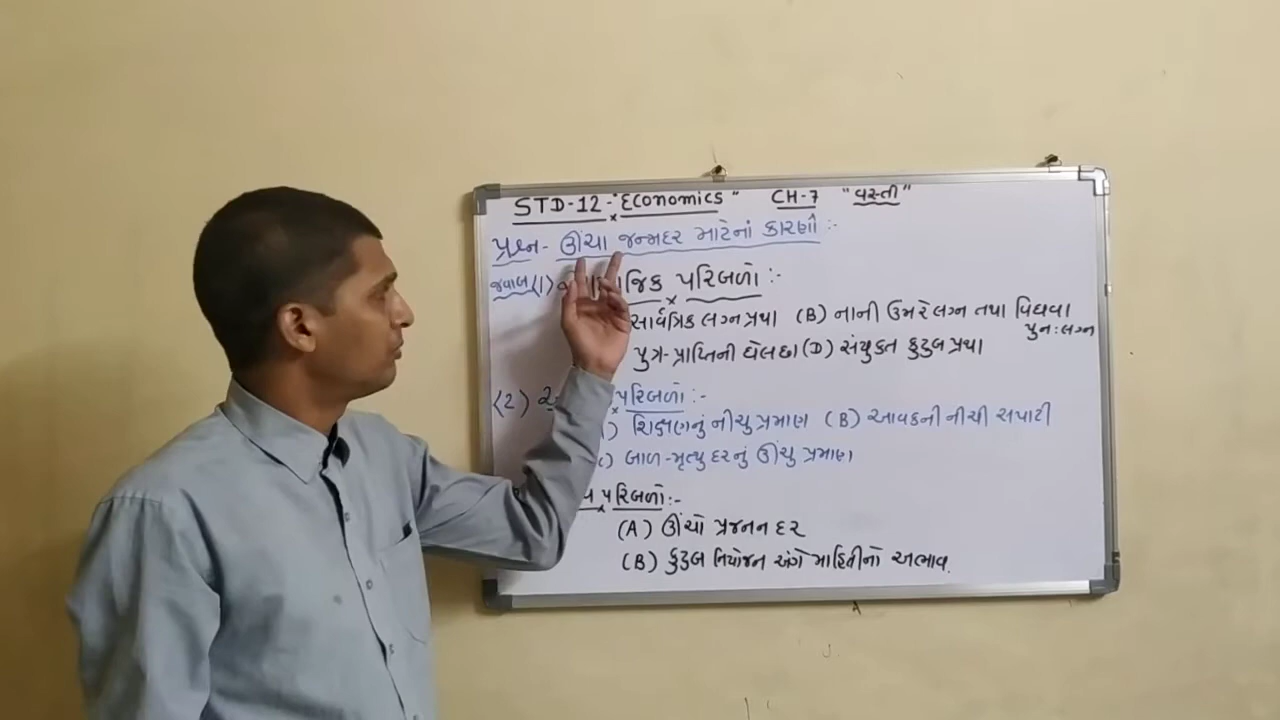 STD-12-"Economics" CH-7 "વસ્તી"
પ્રશ્ન- ઊંચા જન્મદર માટેનાં કારણો :-
જવાબ (1) પરિબળો :-
સાર્વત્રિક લગ્નપ્રથા (B) નાની ઉમરે લગ્ન તથા વિધવા
પુનઃલગ્ન
પુત્ર-પ્રાપ્તિની ઘેલછા (D) સંયુકત કુટુબ પ્રથા
(2) પરિબળો :-
શિક્ષણનું નીચુ પ્રમાણ (B) આવકની નીચી સપાટી
બાળ-મૃત્યુ દરનું ઊંચુ પ્રમાણ
પરિબળો:-
(A) ઊંચો પ્રજનન દર
(B) કુટુબ નિયોજન અંગે માહિતીનો અભાવ.